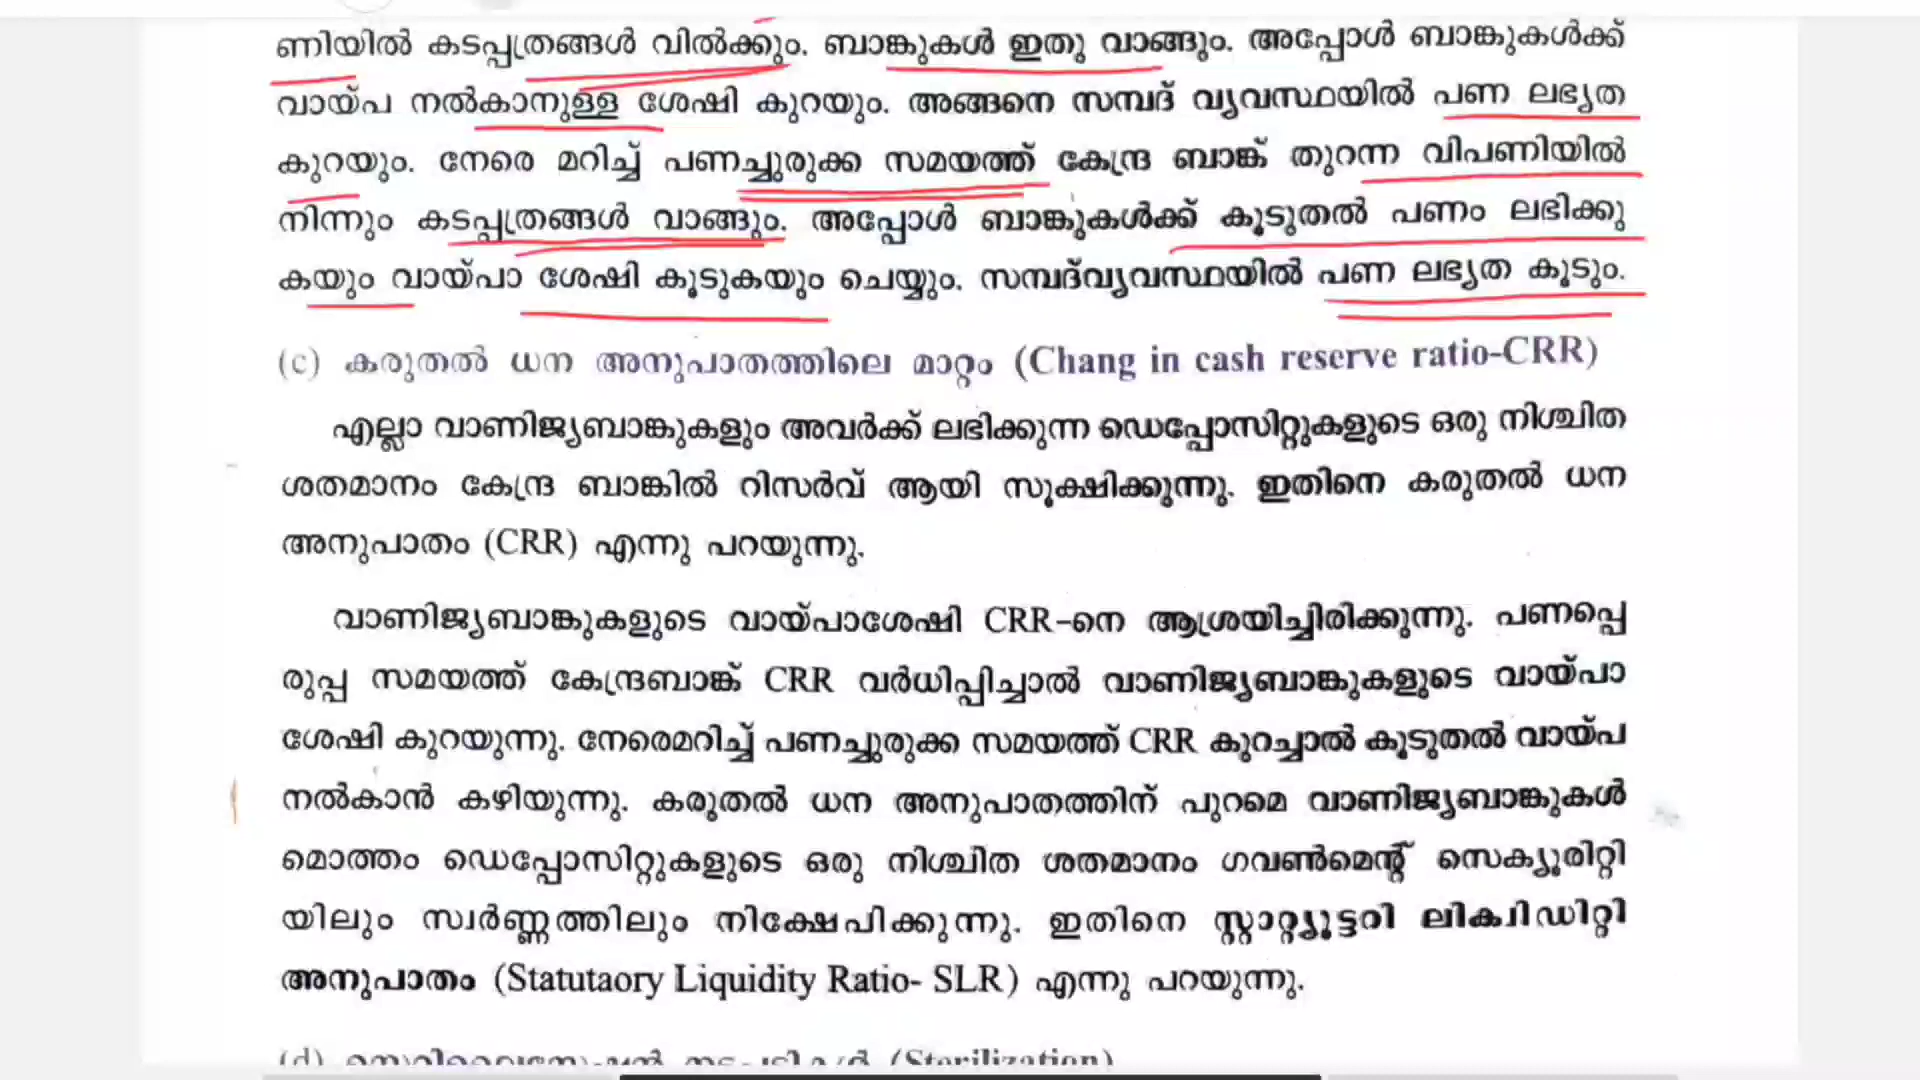 ണിയിൽ കടപ്പത്രങ്ങൾ വിൽക്കും. ബാങ്കുകൾ ഇതു വാങ്ങും. അപ്പോൾ ബാങ്കുകൾക്ക്
വായ്പ നൽകാനുള്ള ശേഷി കുറയും. അങ്ങനെ സമ്പദ് വ്യവസ്ഥയിൽ പണ ലഭ്യത
കുറയും. നേരെ മറിച്ച് പണച്ചുരുക്ക സമയത്ത് കേന്ദ്ര ബാങ്ക് തുറന്ന വിപണിയിൽ
നിന്നും കടപ്പത്രങ്ങൾ വാങ്ങും. അപ്പോൾ ബാങ്കുകൾക്ക് കൂടുതൽ പണം ലഭിക്കു
കയും വായ്പാ ശേഷി കൂടുകയും ചെയ്യും. സമ്പദ്‌വ്യവസ്ഥയിൽ പണ ലഭ്യത കൂടും.
(c) കരുതൽ ധന അനുപാതത്തിലെ മാറ്റം (Chang in cash reserve ratio-CRR)
എല്ലാ വാണിജ്യബാങ്കുകളും അവർക്ക് ലഭിക്കുന്ന ഡെപ്പോസിറ്റുകളുടെ ഒരു നിശ്ചിത
ശതമാനം കേന്ദ്ര ബാങ്കിൽ റിസർവ് ആയി സൂക്ഷിക്കുന്നു. ഇതിനെ കരുതൽ ധന
അനുപാതം (CRR) എന്നു പറയുന്നു.
വാണിജ്യബാങ്കുകളുടെ വായ്പാശേഷി CRR-നെ ആശ്രയിച്ചിരിക്കുന്നു. പണപ്പെ
രുപ്പ സമയത്ത് കേന്ദ്രബാങ്ക് CRR വർധിപ്പിച്ചാൽ വാണിജ്യബാങ്കുകളുടെ വായ്പാ
ശേഷി കുറയുന്നു. നേരെമറിച്ച് പണച്ചുരുക്ക സമയത്ത് CRR കുറച്ചാൽ കൂടുതൽ വായ്പ
നൽകാൻ കഴിയുന്നു. കരുതൽ ധന അനുപാതത്തിന് പുറമെ വാണിജ്യബാങ്കുകൾ
മൊത്തം ഡെപ്പോസിറ്റുകളുടെ ഒരു നിശ്ചിത ശതമാനം ഗവൺമെന്റ് സെക്യൂരിറ്റി
യിലും സ്വർണ്ണത്തിലും നിക്ഷേപിക്കുന്നു. ഇതിനെ സ്റ്റാറ്റ്യൂട്ടറി ലിക്വിഡിറ്റി
അനുപാതം (Statutaory Liquidity Ratio- SLR) എന്നു പറയുന്നു.
(d) (Sterilization)